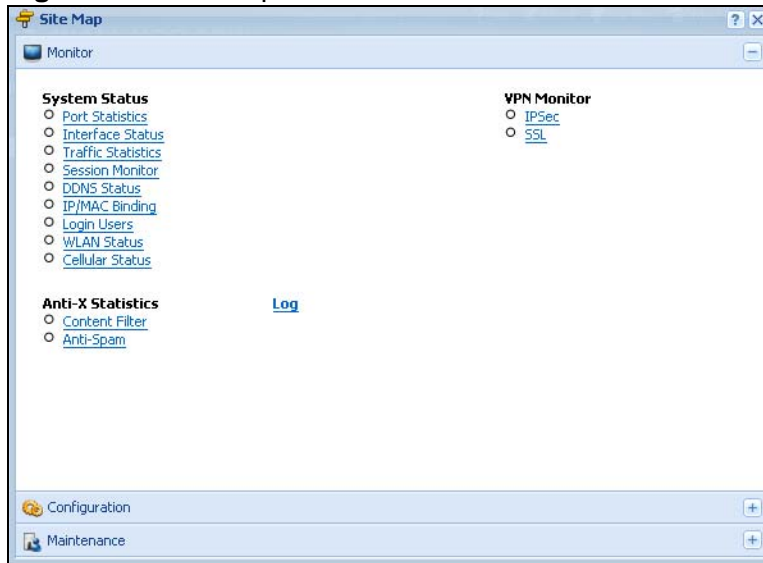 Site Map
Monitor
System Status
Port Statistics
Interface Status
Traffic Statistics
Session Monitor
DDNS Status
IP/MAC Binding
Login Users
WLAN Status
Cellular Status
VPN Monitor
IPSec
SSL
Anti-X Statistics
Content Filter
Anti-Spam
Log
Configuration
Maintenance